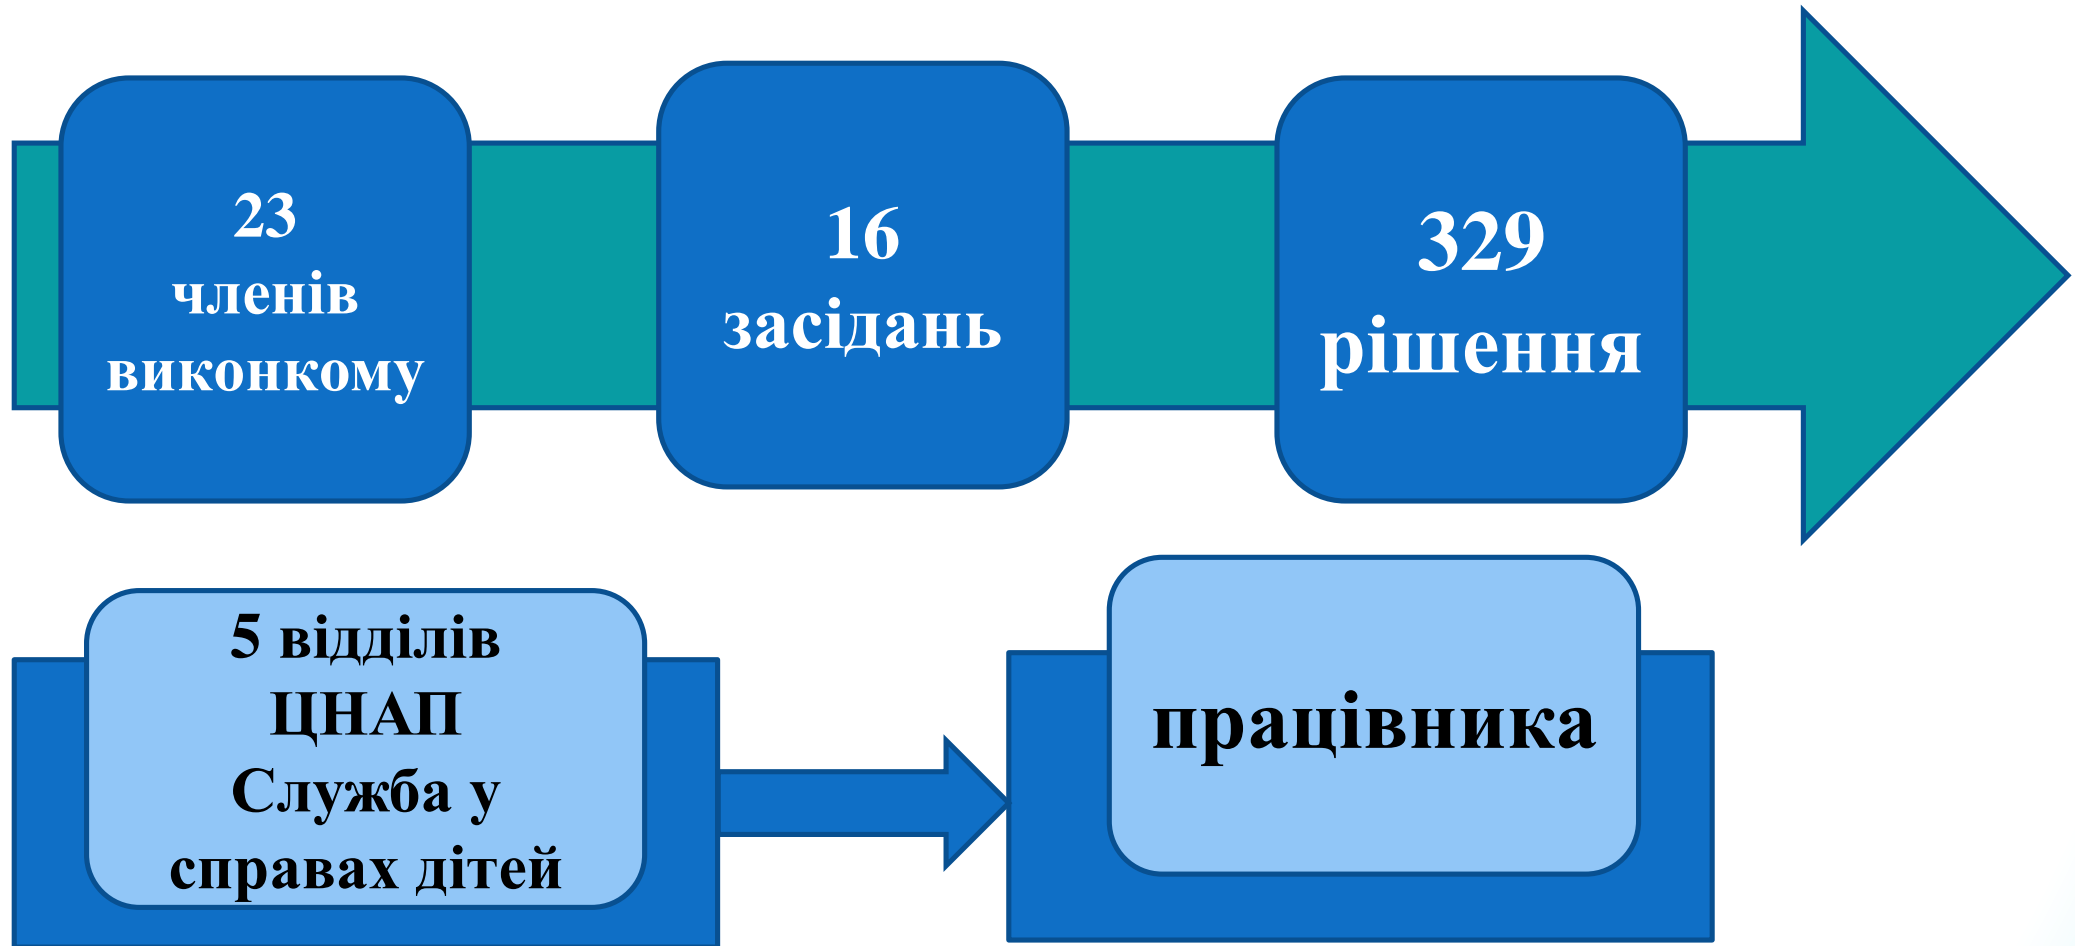 23
членів
виконкому
16
засідань
329
рішення
5 відділів
ЦНАП
Служба у
справах дітей
працівника